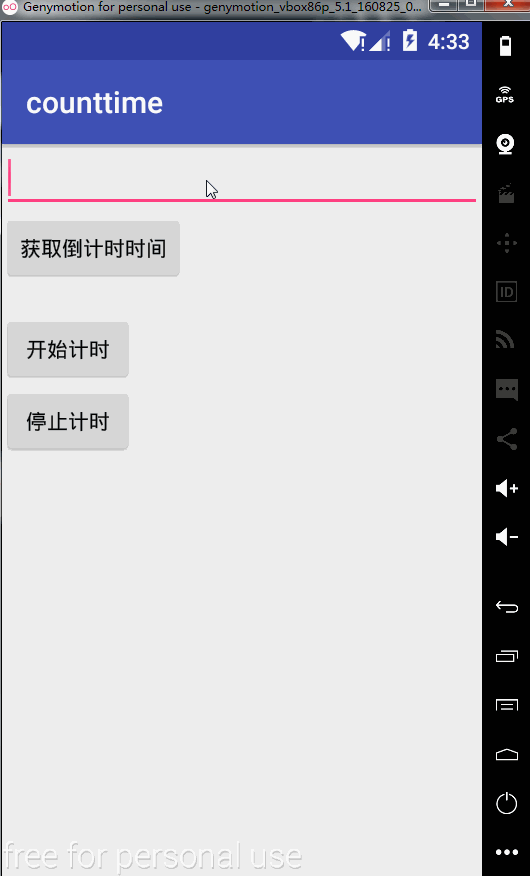 Genymotion for personal use - genymotion_vbox86p_5.1_160825_0...
4:33
counttime
GPS
获取倒计时时间
ID
开始计时
停止计时
free for personal use